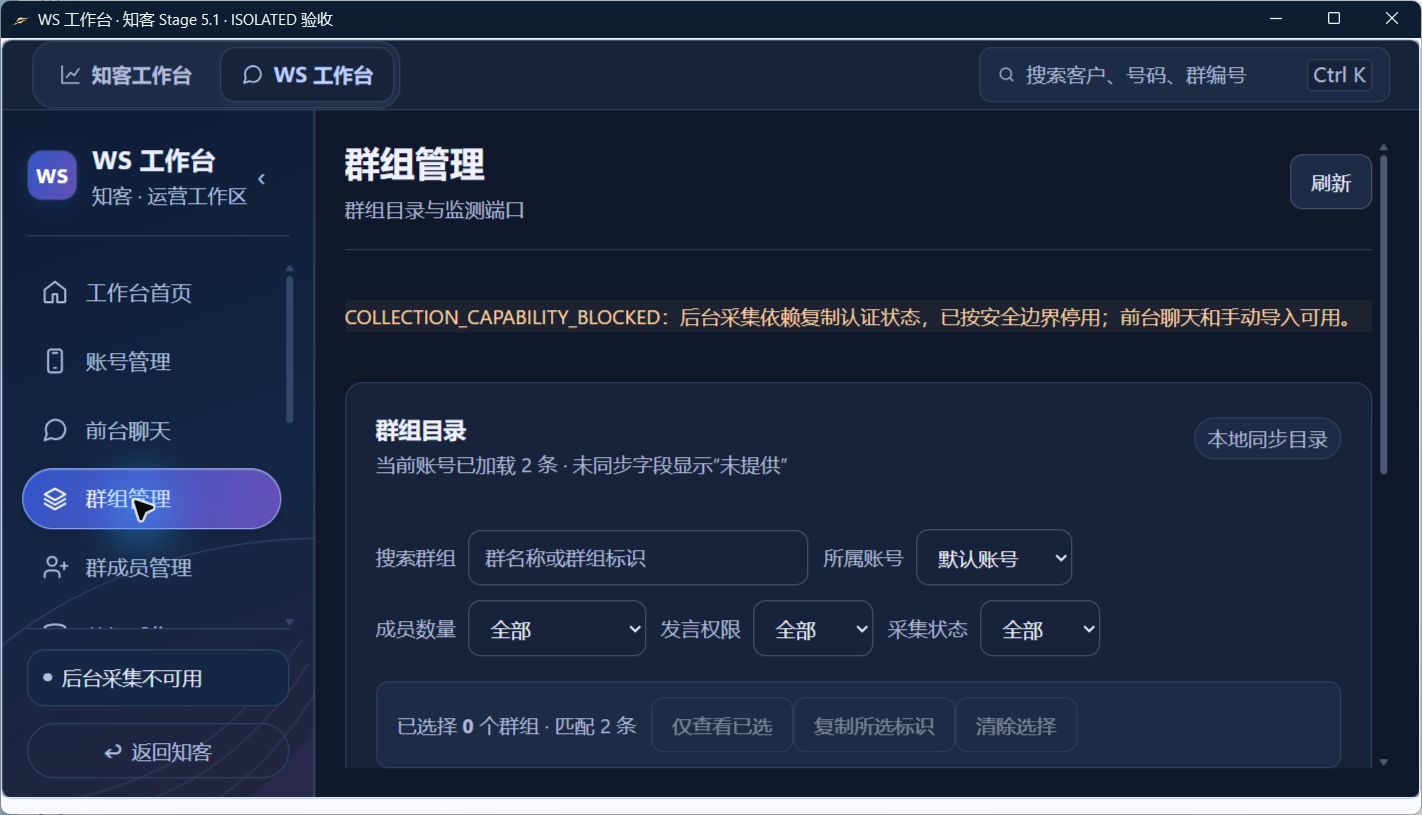 WS 工作台 · 知客 Stage 5.1 · ISOLATED 验收
知客工作台
WS 工作台
搜索客户、号码、群编号
Ctrl K
WS
WS 工作台
知客 · 运营工作区
工作台首页
账号管理
前台聊天
群组管理
群成员管理
后台采集不可用
返回知客
群组管理
群组目录与监测端口
刷新
COLLECTION_CAPABILITY_BLOCKED：后台采集依赖复制认证状态，已按安全边界停用；前台聊天和手动导入可用。
群组目录
当前账号已加载 2 条 · 未同步字段显示“未提供”
本地同步目录
搜索群组 群名称或群组标识 所属账号 默认账号
成员数量 全部 发言权限 全部 采集状态 全部
已选择 0 个群组 · 匹配 2 条 仅查看已选 复制所选标识 清除选择